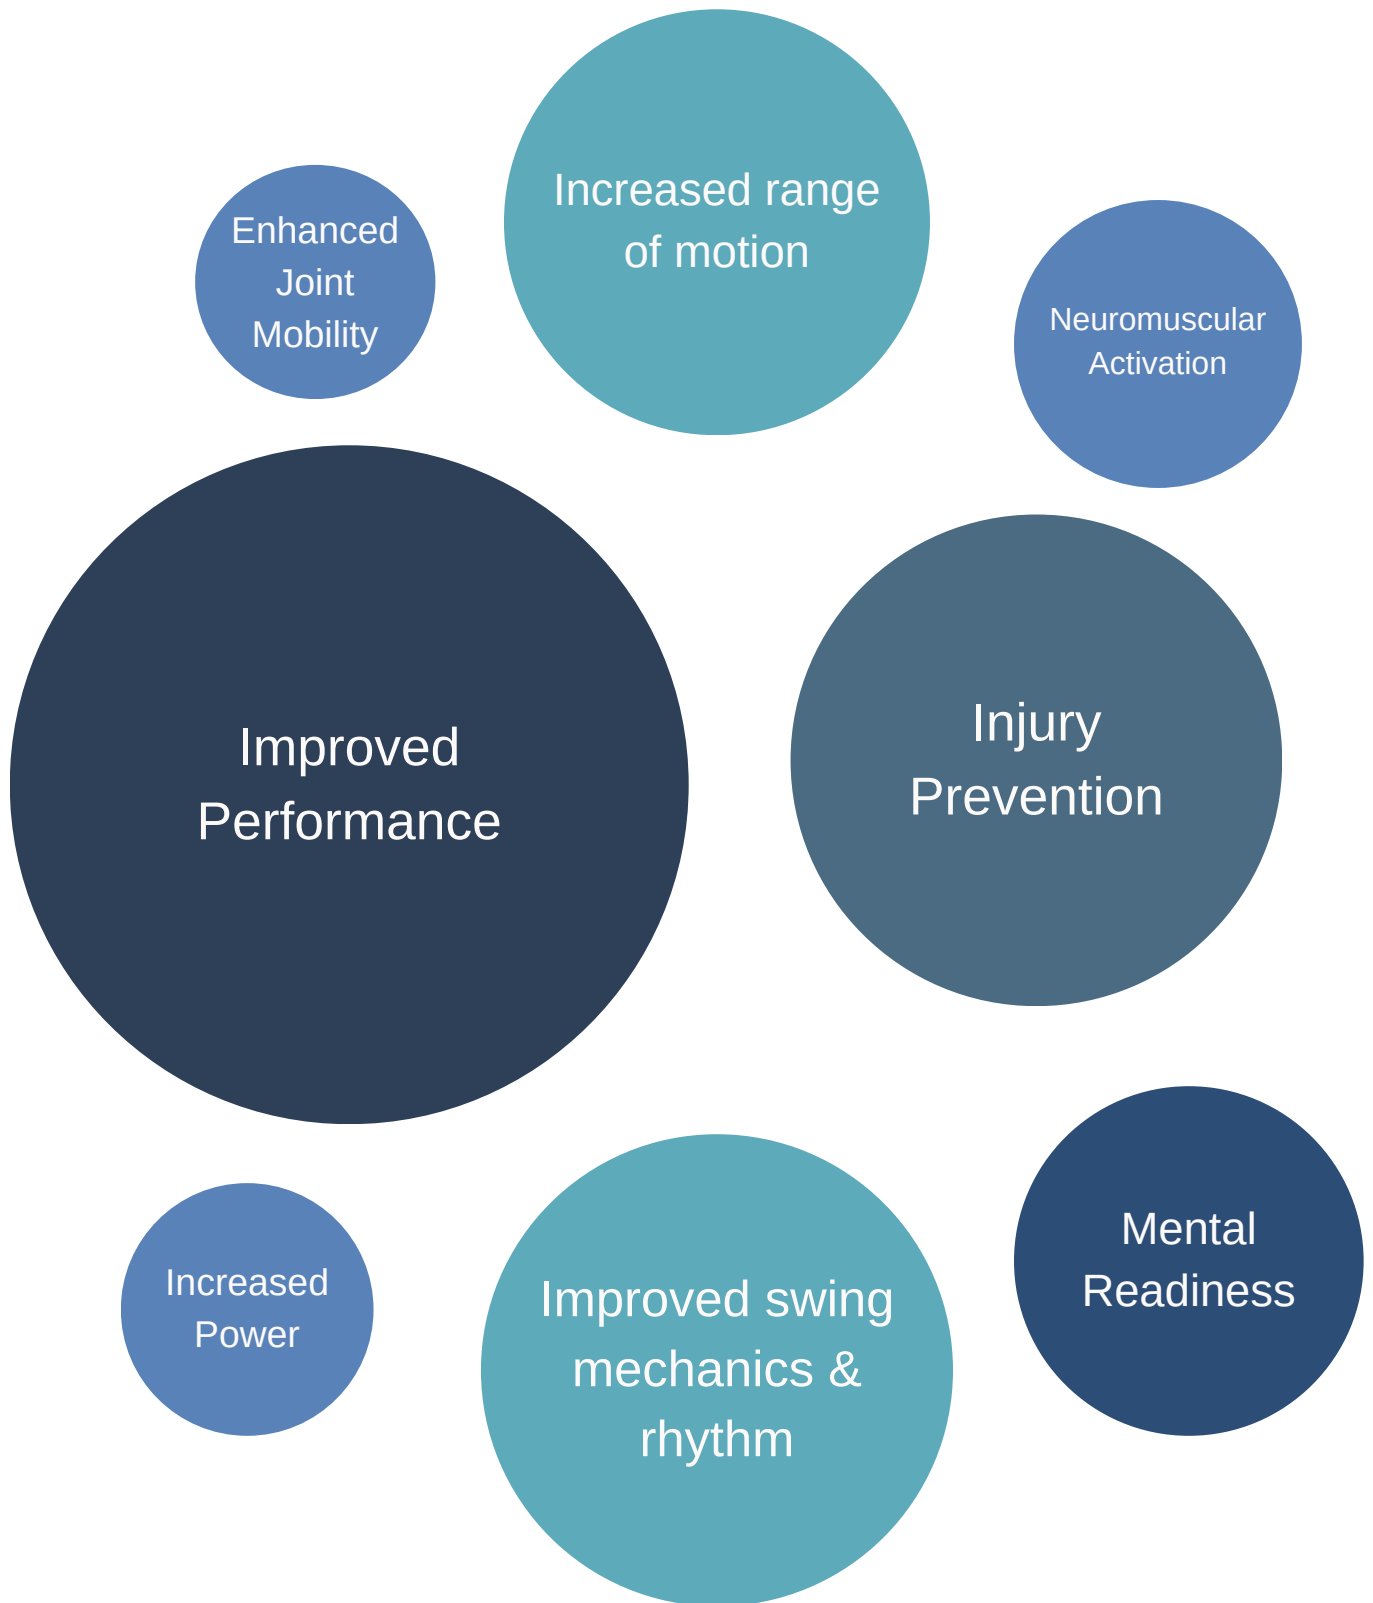 Increased range
of motion
Enhanced
Joint
Mobility
Neuromuscular
Activation
Improved
Performance
Injury
Prevention
Mental
Readiness
Increased
Power
Improved swing
mechanics &
rhythm